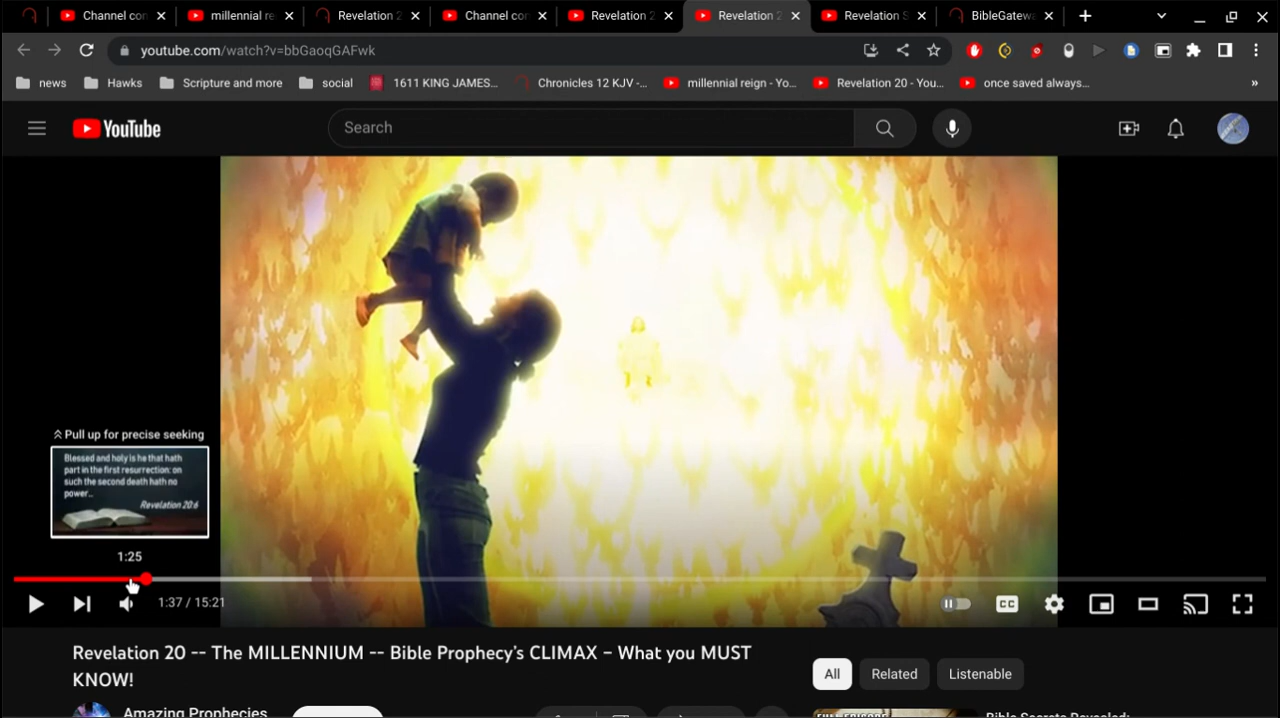 Channel con
millennial re
Revelation 2
Channel con
Revelation 2
Revelation 2
Revelation S
BibleGatewa
youtube.com/watch?v=bbGaoqGAFwk
news
Hawks
Scripture and more
social
1611 KING JAMES...
Chronicles 12 KJV -...
millennial reign - Yo...
Revelation 20 - You...
once saved always...
»
YouTube
Search
Pull up for precise seeking
Blessed and holy is he that hath
part in the first resurrection: on
such the second death hath no
power...
Revelation 20:6
1:25
1:37 / 15:21
CC
Revelation 20 -- The MILLENNIUM -- Bible Prophecy's CLIMAX – What you MUST
KNOW!
All
Related
Listenable
Amazing Prophecies
FULL EPISODE
Bible Secrets Revealed: